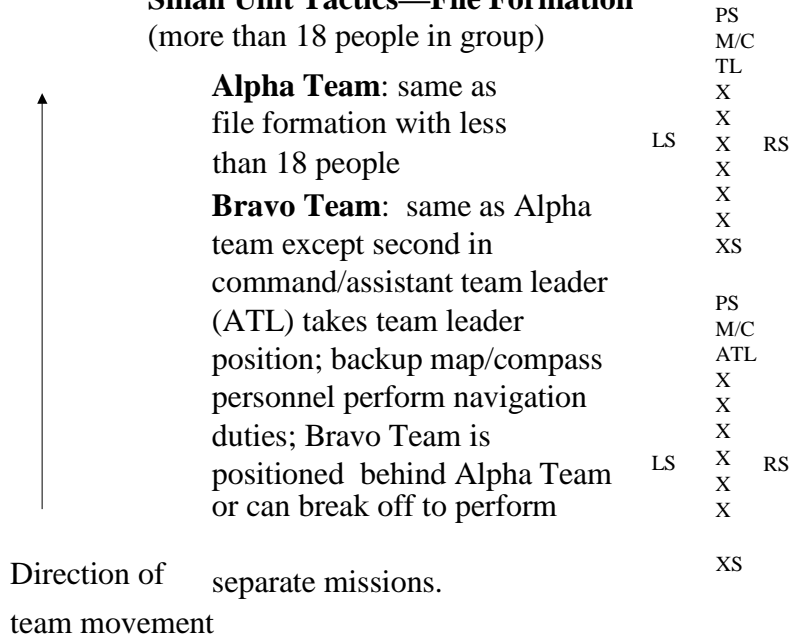 Small Unit Tactics—File Formation
(more than 18 people in group)
Alpha Team: same as
file formation with less
than 18 people
Bravo Team: same as Alpha
team except second in
command/assistant team leader
(ATL) takes team leader
position; backup map/compass
personnel perform navigation
duties; Bravo Team is
positioned behind Alpha Team
or can break off to perform
separate missions.
Direction of
team movement
PS
M/C
TL
X
X
LS X RS
X
X
X
XS
PS
M/C
ATL
X
X
X
LS X RS
X
X
XS